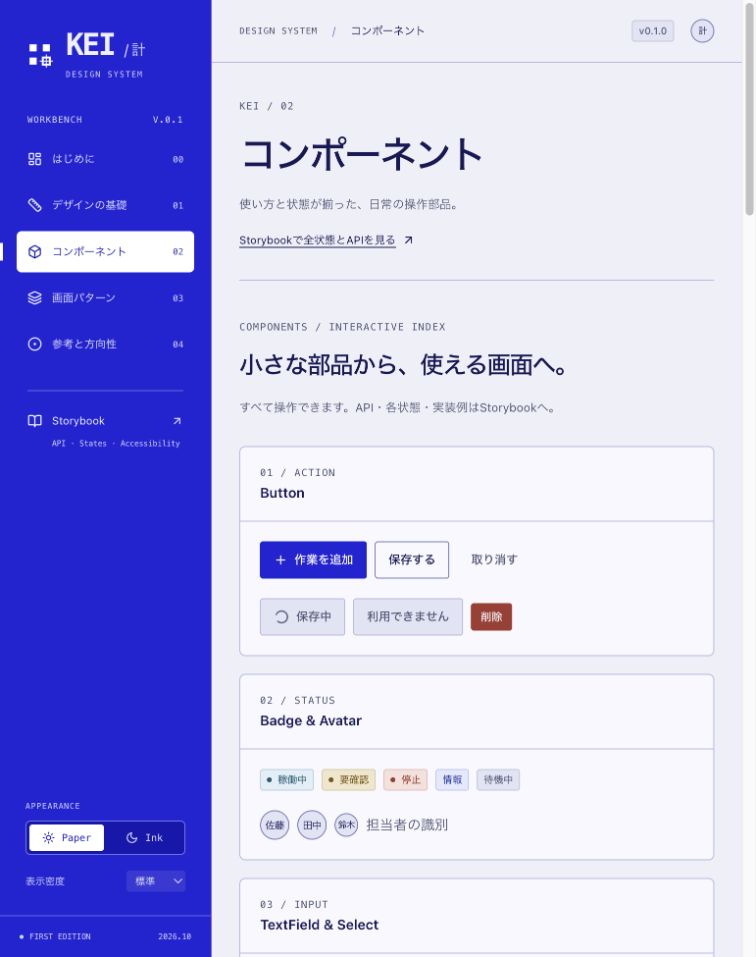 KEI /計
DESIGN SYSTEM
WORKBENCH V.0.1
はじめに 00
デザインの基礎 01
コンポーネント 02
画面パターン 03
参考と方向性 04
Storybook
API · States · Accessibility
APPEARANCE
Paper Ink
表示密度 標準
FIRST EDITION 2026.10
DESIGN SYSTEM / コンポーネント v0.1.0 計
KEI / 02
コンポーネント
使い方と状態が揃った、日常の操作部品。
Storybookで全状態とAPIを見る
COMPONENTS / INTERACTIVE INDEX
小さな部品から、使える画面へ。
すべて操作できます。API・各状態・実装例はStorybookへ。
01 / ACTION
Button
作業を追加 保存する 取り消す
保存中 利用できません 削除
02 / STATUS
Badge & Avatar
稼働中 要確認 停止 情報 待機中
佐藤 田中 鈴木 担当者の識別
03 / INPUT
TextField & Select